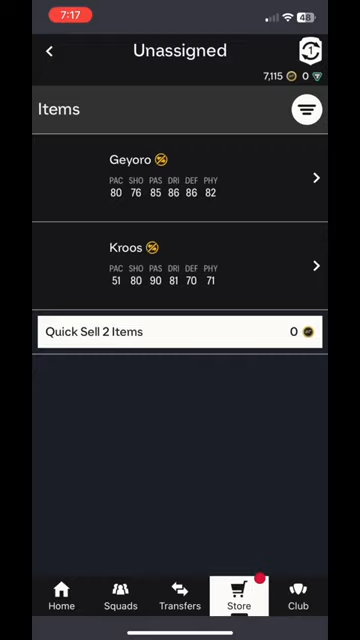 7:17
48
Unassigned
1
7,115 0
Items
Geyoro
PAC SHO PAS DRI DEF PHY
80 76 85 86 86 82
Kroos
PAC SHO PAS DRI DEF PHY
51 80 90 81 70 71
Quick Sell 2 Items 0
Home Squads Transfers Store Club